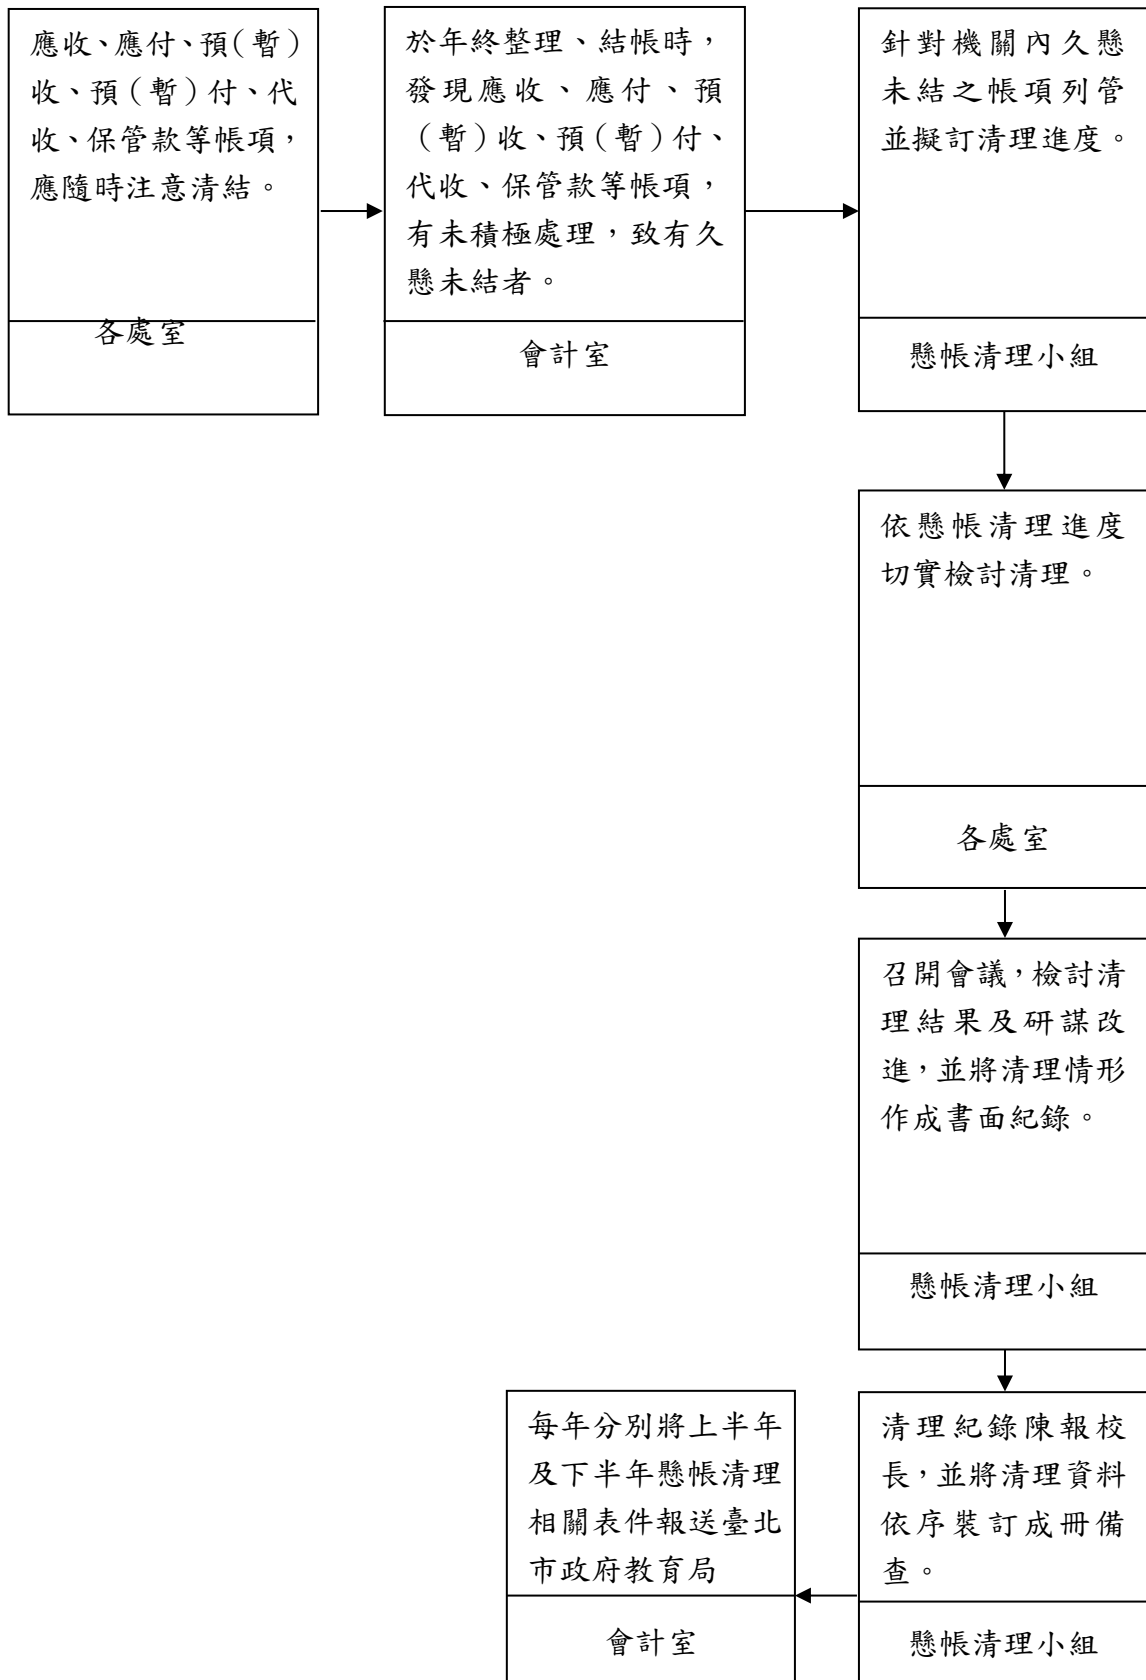 應收、應付、預(暫)
收、預(暫)付、代
收、保管款等帳項,
應隨時注意清結。
各處室
於年終整理、結帳時,
發現應收、應付、預
(暫)收、預(暫)付、
代收、保管款等帳項,
有未積極處理,致有久
懸未結者。
會計室
針對機關內久懸
未結之帳項列管
並擬訂清理進度。
懸帳清理小組
依懸帳清理進度
切實檢討清理。
各處室
召開會議,檢討清
理結果及研謀改
進,並將清理情形
作成書面紀錄。
懸帳清理小組
清理紀錄陳報校
長,並將清理資料
依序裝訂成冊備
查。
懸帳清理小組
每年分別將上半年
及下半年懸帳清理
相關表件報送臺北
市政府教育局
會計室